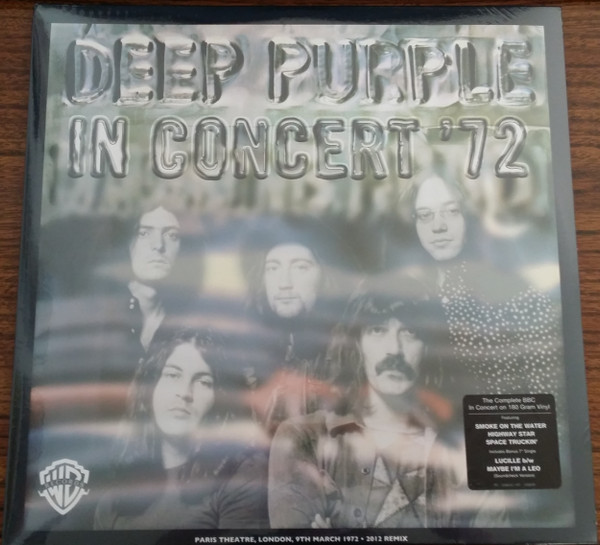 DEEP PURPLE
IN CONCERT '72
The Complete BBC
In Concert on 180 Gram Vinyl
Featuring
SMOKE ON THE WATER
HIGHWAY STAR
SPACE TRUCKIN'
Includes Bonus 7" Single
LUCILLE b/w
MAYBE I'M A LEO
(Soundcheck Version)
PARIS THEATRE, LONDON, 9TH MARCH 1972 • 2012 REMIX